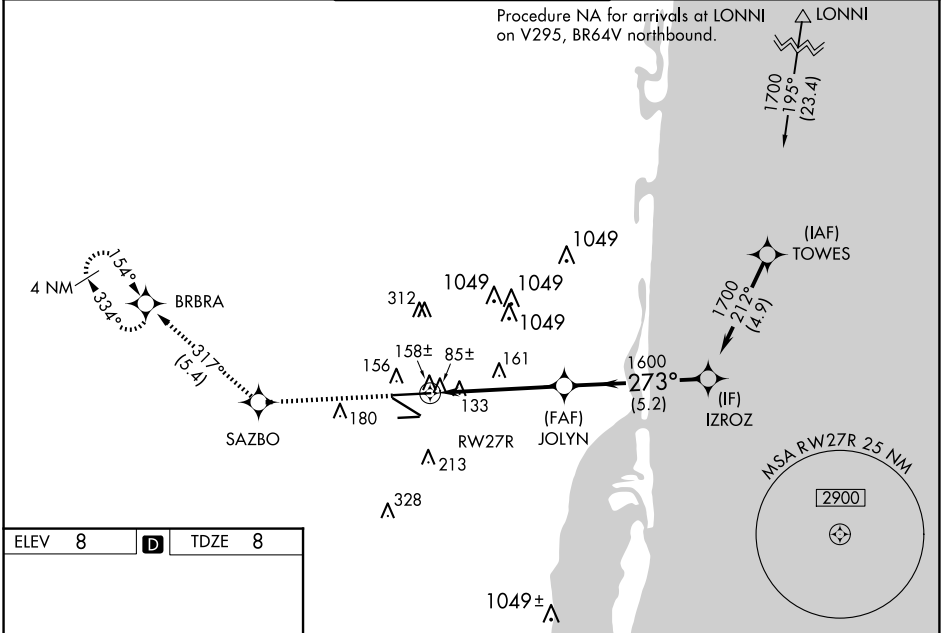 Procedure NA for arrivals at LONNI
on V295, BR64V northbound.
LONNI
1700
195°
(23.4)
(IAF)
TOWES
1700
212°
(4.9)
1049
1049
1049
1049
312
4 NM
154°
334°
BRBRA
317°
(5.4)
158±
85±
161
156
133
180
1600
273°
(5.2)
(IF)
IZROZ
(FAF)
JOLYN
SAZBO
RW27R
213
328
MSA RW27R 25 NM
2900
ELEV 8 D TDZE 8
1049±